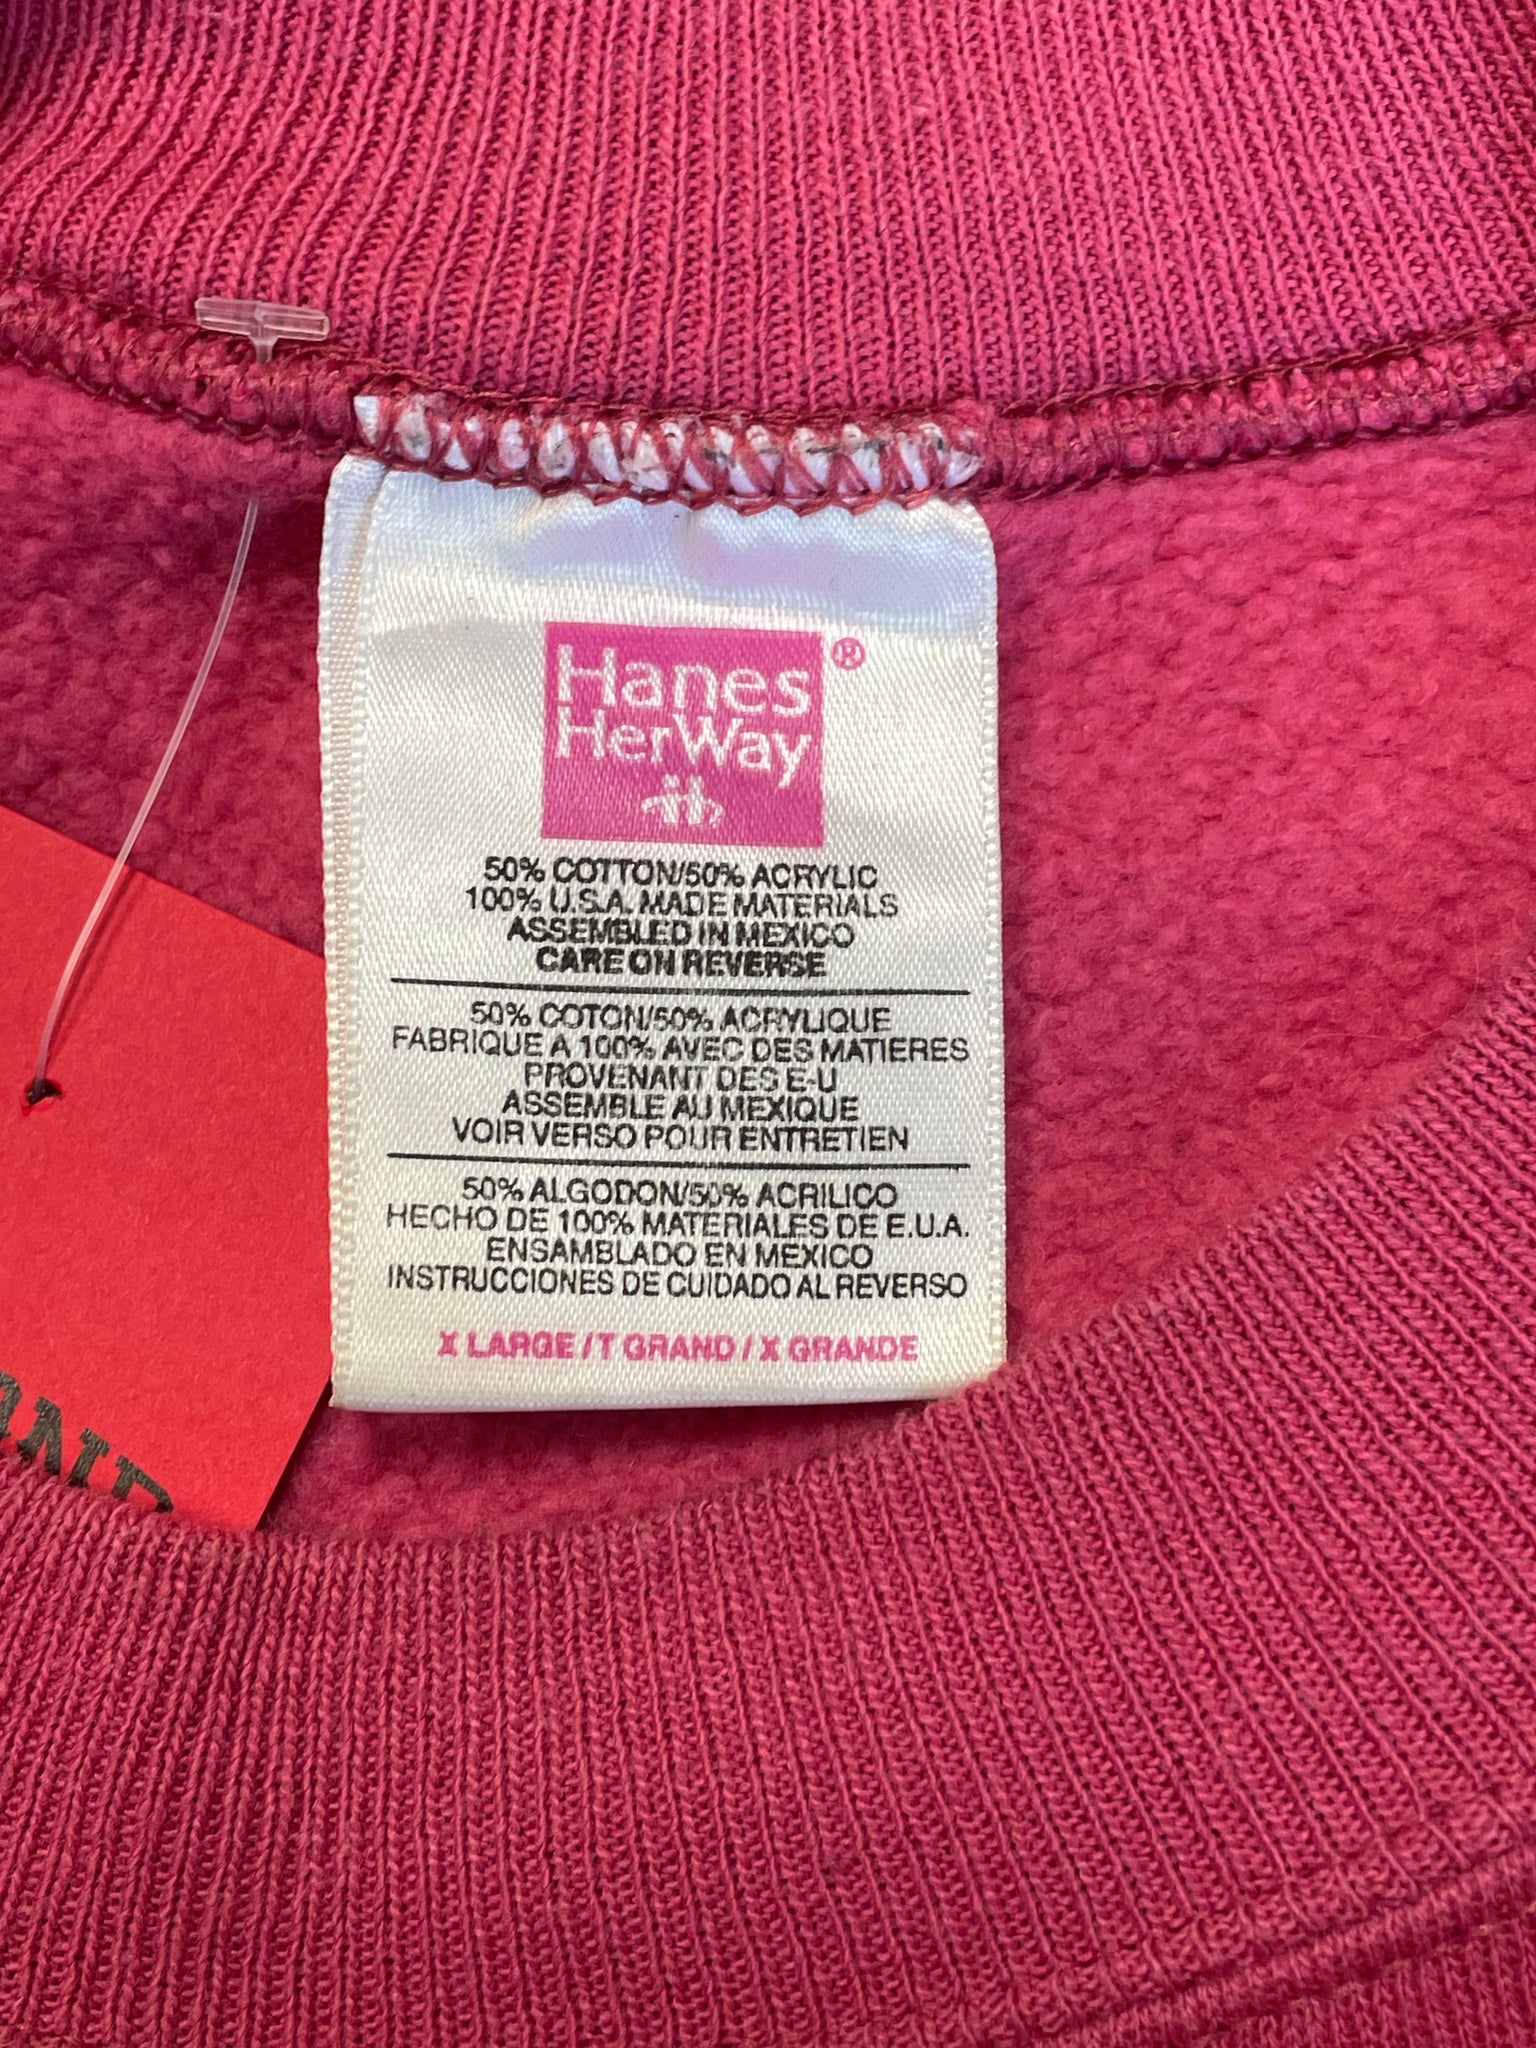 Hanes
HerWay
®
50% COTTON/50% ACRYLIC
100% U.S.A. MADE MATERIALS
ASSEMBLED IN MEXICO
CARE ON REVERSE
50% COTON/50% ACRYLIQUE
FABRIQUE A 100% AVEC DES MATIERES
PROVENANT DES E-U
ASSEMBLE AU MEXIQUE
VOIR VERSO POUR ENTRETIEN
50% ALGODON/50% ACRILICO
HECHO DE 100% MATERIALES DE E.U.A.
ENSAMBLADO EN MEXICO
INSTRUCCIONES DE CUIDADO AL REVERSO
X LARGE / T GRAND / X GRANDE